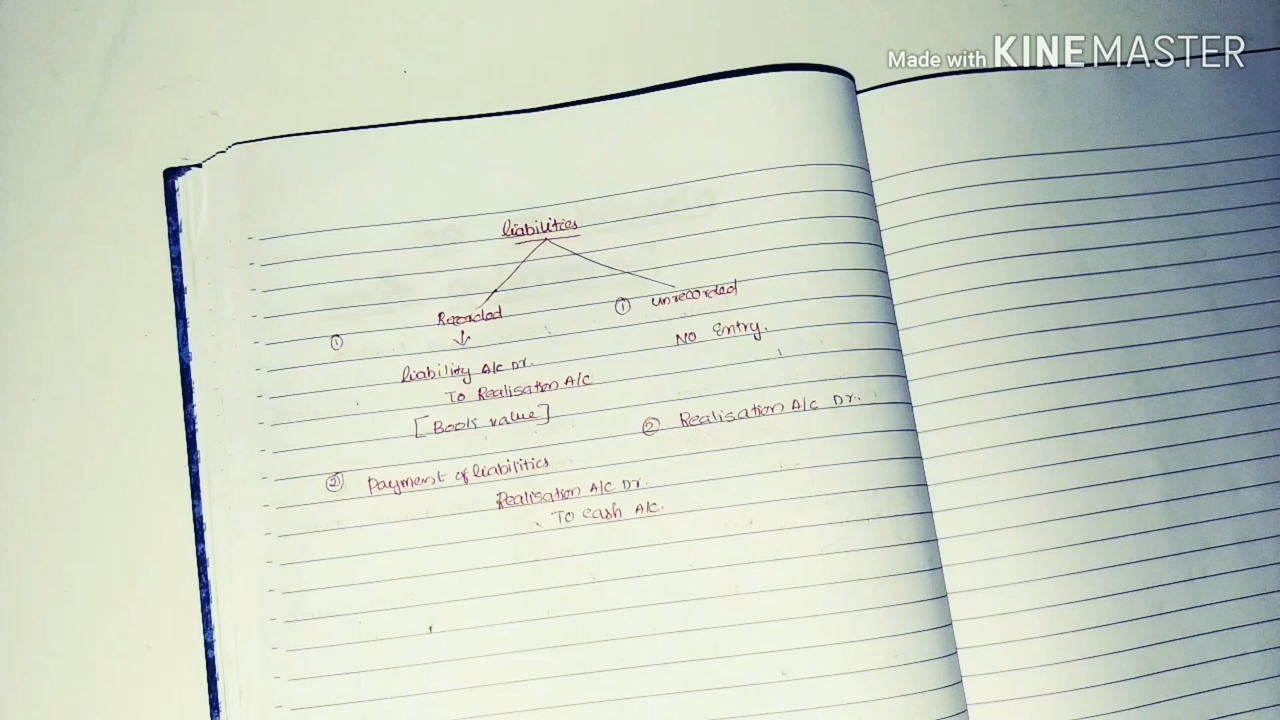 Made with KINEMASTER
liabilities
① Recorded
① unrecorded
No Entry.
liability A/c Dr.
To Realisation A/c
[Book value]
② Realisation A/c Dr.
② Payment of liabilities
Realisation A/c Dr.
To cash A/c.